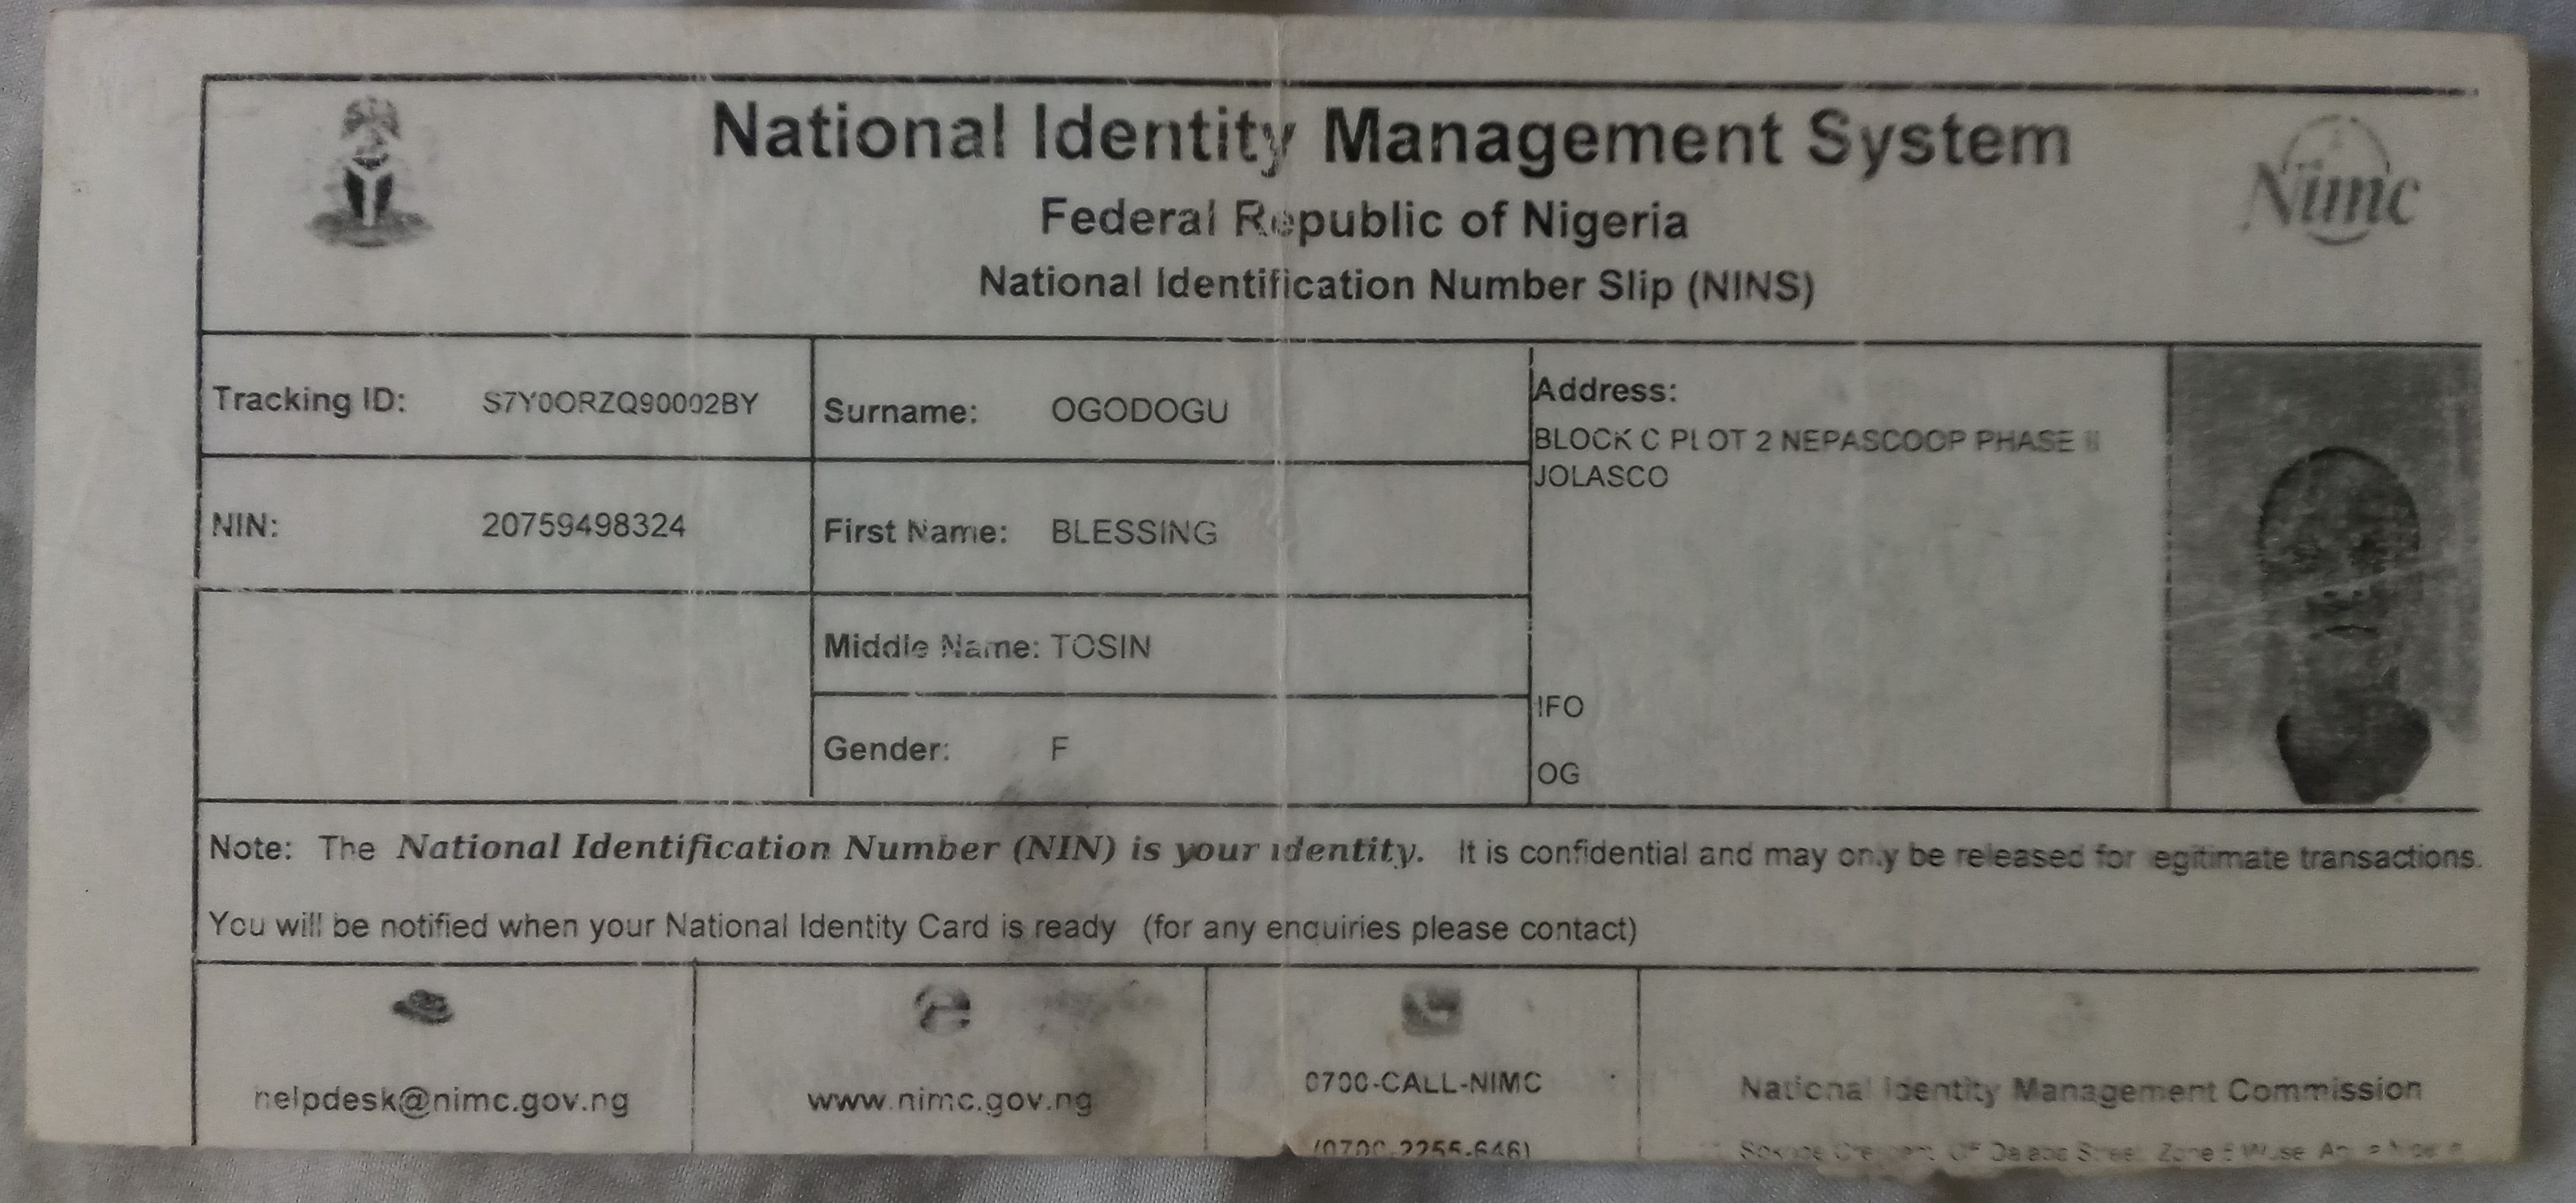 National Identity Management System
Federal Republic of Nigeria
National Identification Number Slip (NINS)
Nimc
Tracking ID: S7Y0ORZQ90002BY
Surname: OGODOGU
Address:
BLOCK C PLOT 2 NEPASCOOP PHASE II
JOLASCO
NIN: 20759498324
First Name: BLESSING
Middle Name: TOSIN
IFO
Gender: F
OG
Note: The National Identification Number (NIN) is your identity. It is confidential and may only be released for legitimate transactions.
You will be notified when your National Identity Card is ready (for any enquiries please contact)
helpdesk@nimc.gov.ng
www.nimc.gov.ng
0700-CALL-NIMC
(0700-2255-646)
National Identity Management Commission
Street Zone 5 Wuse